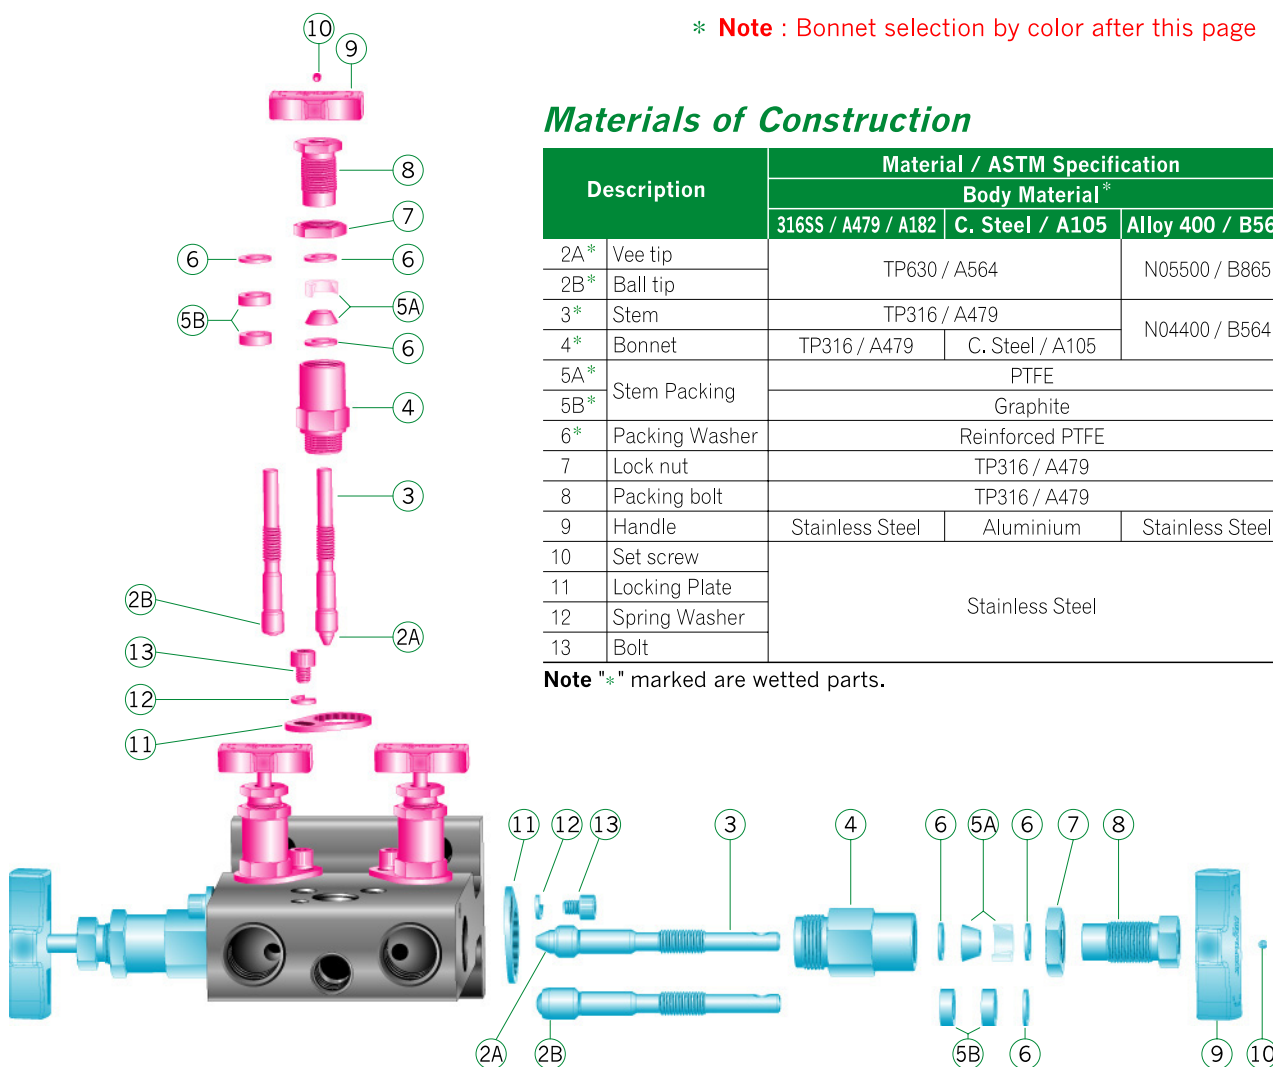 * Note : Bonnet selection by color after this page
Materials of Construction
Description
Material / ASTM Specification
Body Material*
316SS / A479 / A182 C. Steel / A105 Alloy 400 / B56
2A* Vee tip TP630 / A564 N05500 / B865
2B* Ball tip
3* Stem TP316 / A479 N04400 / B564
4* Bonnet TP316 / A479 C. Steel / A105
5A* Stem Packing PTFE
5B* Graphite
6* Packing Washer Reinforced PTFE
7 Lock nut TP316 / A479
8 Packing bolt TP316 / A479
9 Handle Stainless Steel Aluminium Stainless Steel
10 Set screw Stainless Steel
11 Locking Plate
12 Spring Washer
13 Bolt
Note "*" marked are wetted parts.
10
9
8
7
6 6
5B 5A
6
4
3
2B
2A
13
12
11
11 12 13 3 4 6 5A 6 7 8
2A 2B 5B 6 9 10